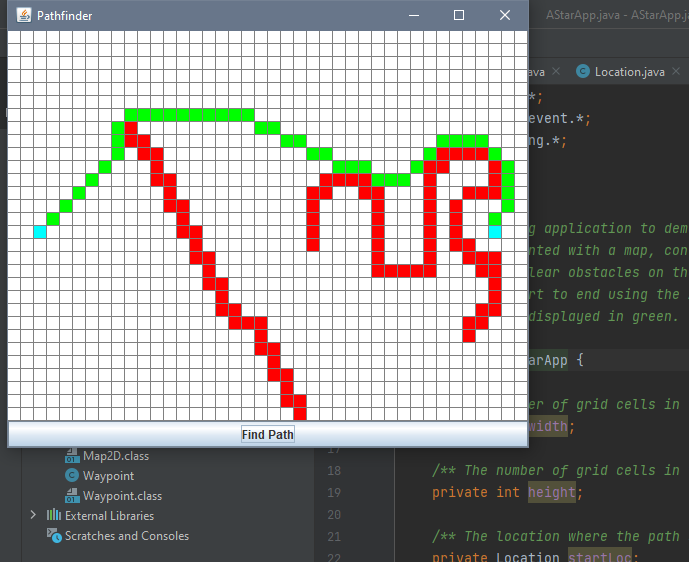 Pathfinder
AStarApp.java - AStarApp.ja
ava
Location.java
*;
event.*;
ng.*;
g application to dem
nted with a map, con
lear obstacles on th
rt to end using the
displayed in green.
arApp {
er of grid cells in
width;
Find Path
17
Map2D.class
18 /** The number of grid cells in
Waypoint
19 private int height;
Waypoint.class
20
External Libraries
21 /** The location where the path
Scratches and Consoles
22 private Location startLoc;